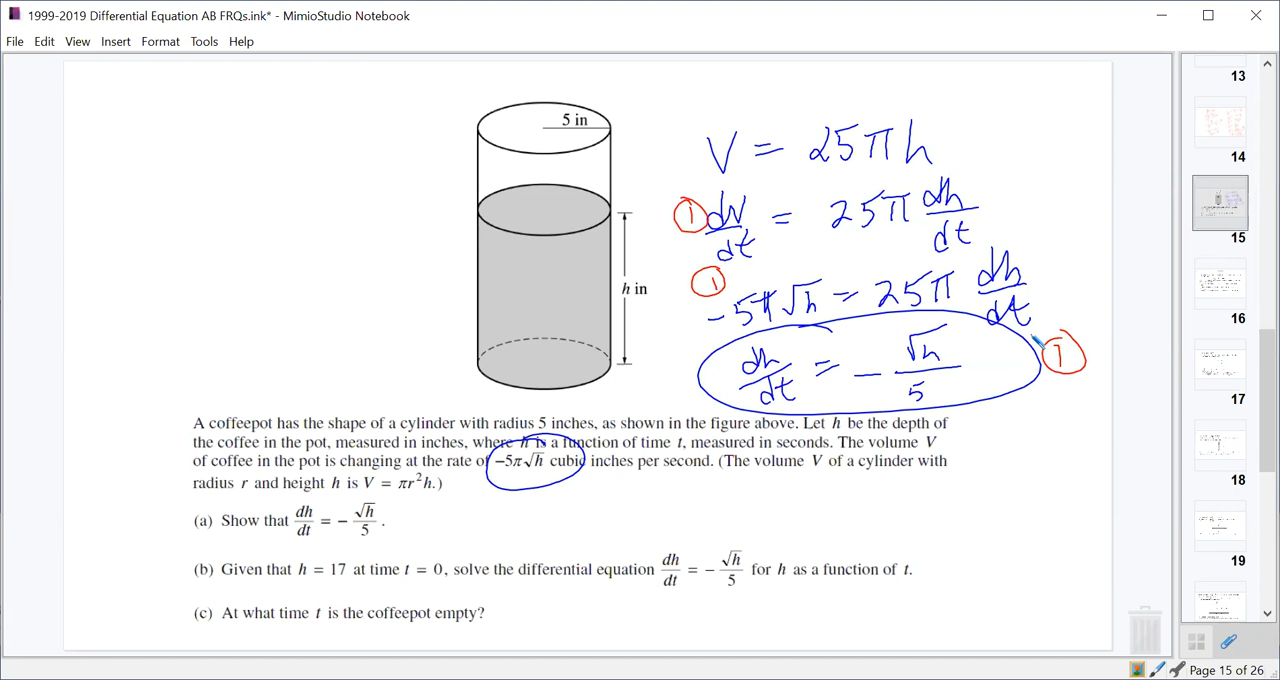 1999-2019 Differential Equation AB FRQs.ink* - MimioStudio Notebook
File Edit View Insert Format Tools Help
5 in
h in
V = 25πh
① dV/dt = 25π dh/dt
① -5π√h = 25π dh/dt
dh/dt = - √h/5 ①
A coffeepot has the shape of a cylinder with radius 5 inches, as shown in the figure above. Let h be the depth of
the coffee in the pot, measured in inches, where h is a function of time t, measured in seconds. The volume V
of coffee in the pot is changing at the rate of −5π√h cubic inches per second. (The volume V of a cylinder with
radius r and height h is V = πr²h.)
(a) Show that dh/dt = − √h/5 .
(b) Given that h = 17 at time t = 0, solve the differential equation dh/dt = − √h/5 for h as a function of t.
(c) At what time t is the coffeepot empty?
13
14
15
16
17
18
19
Page 15 of 26